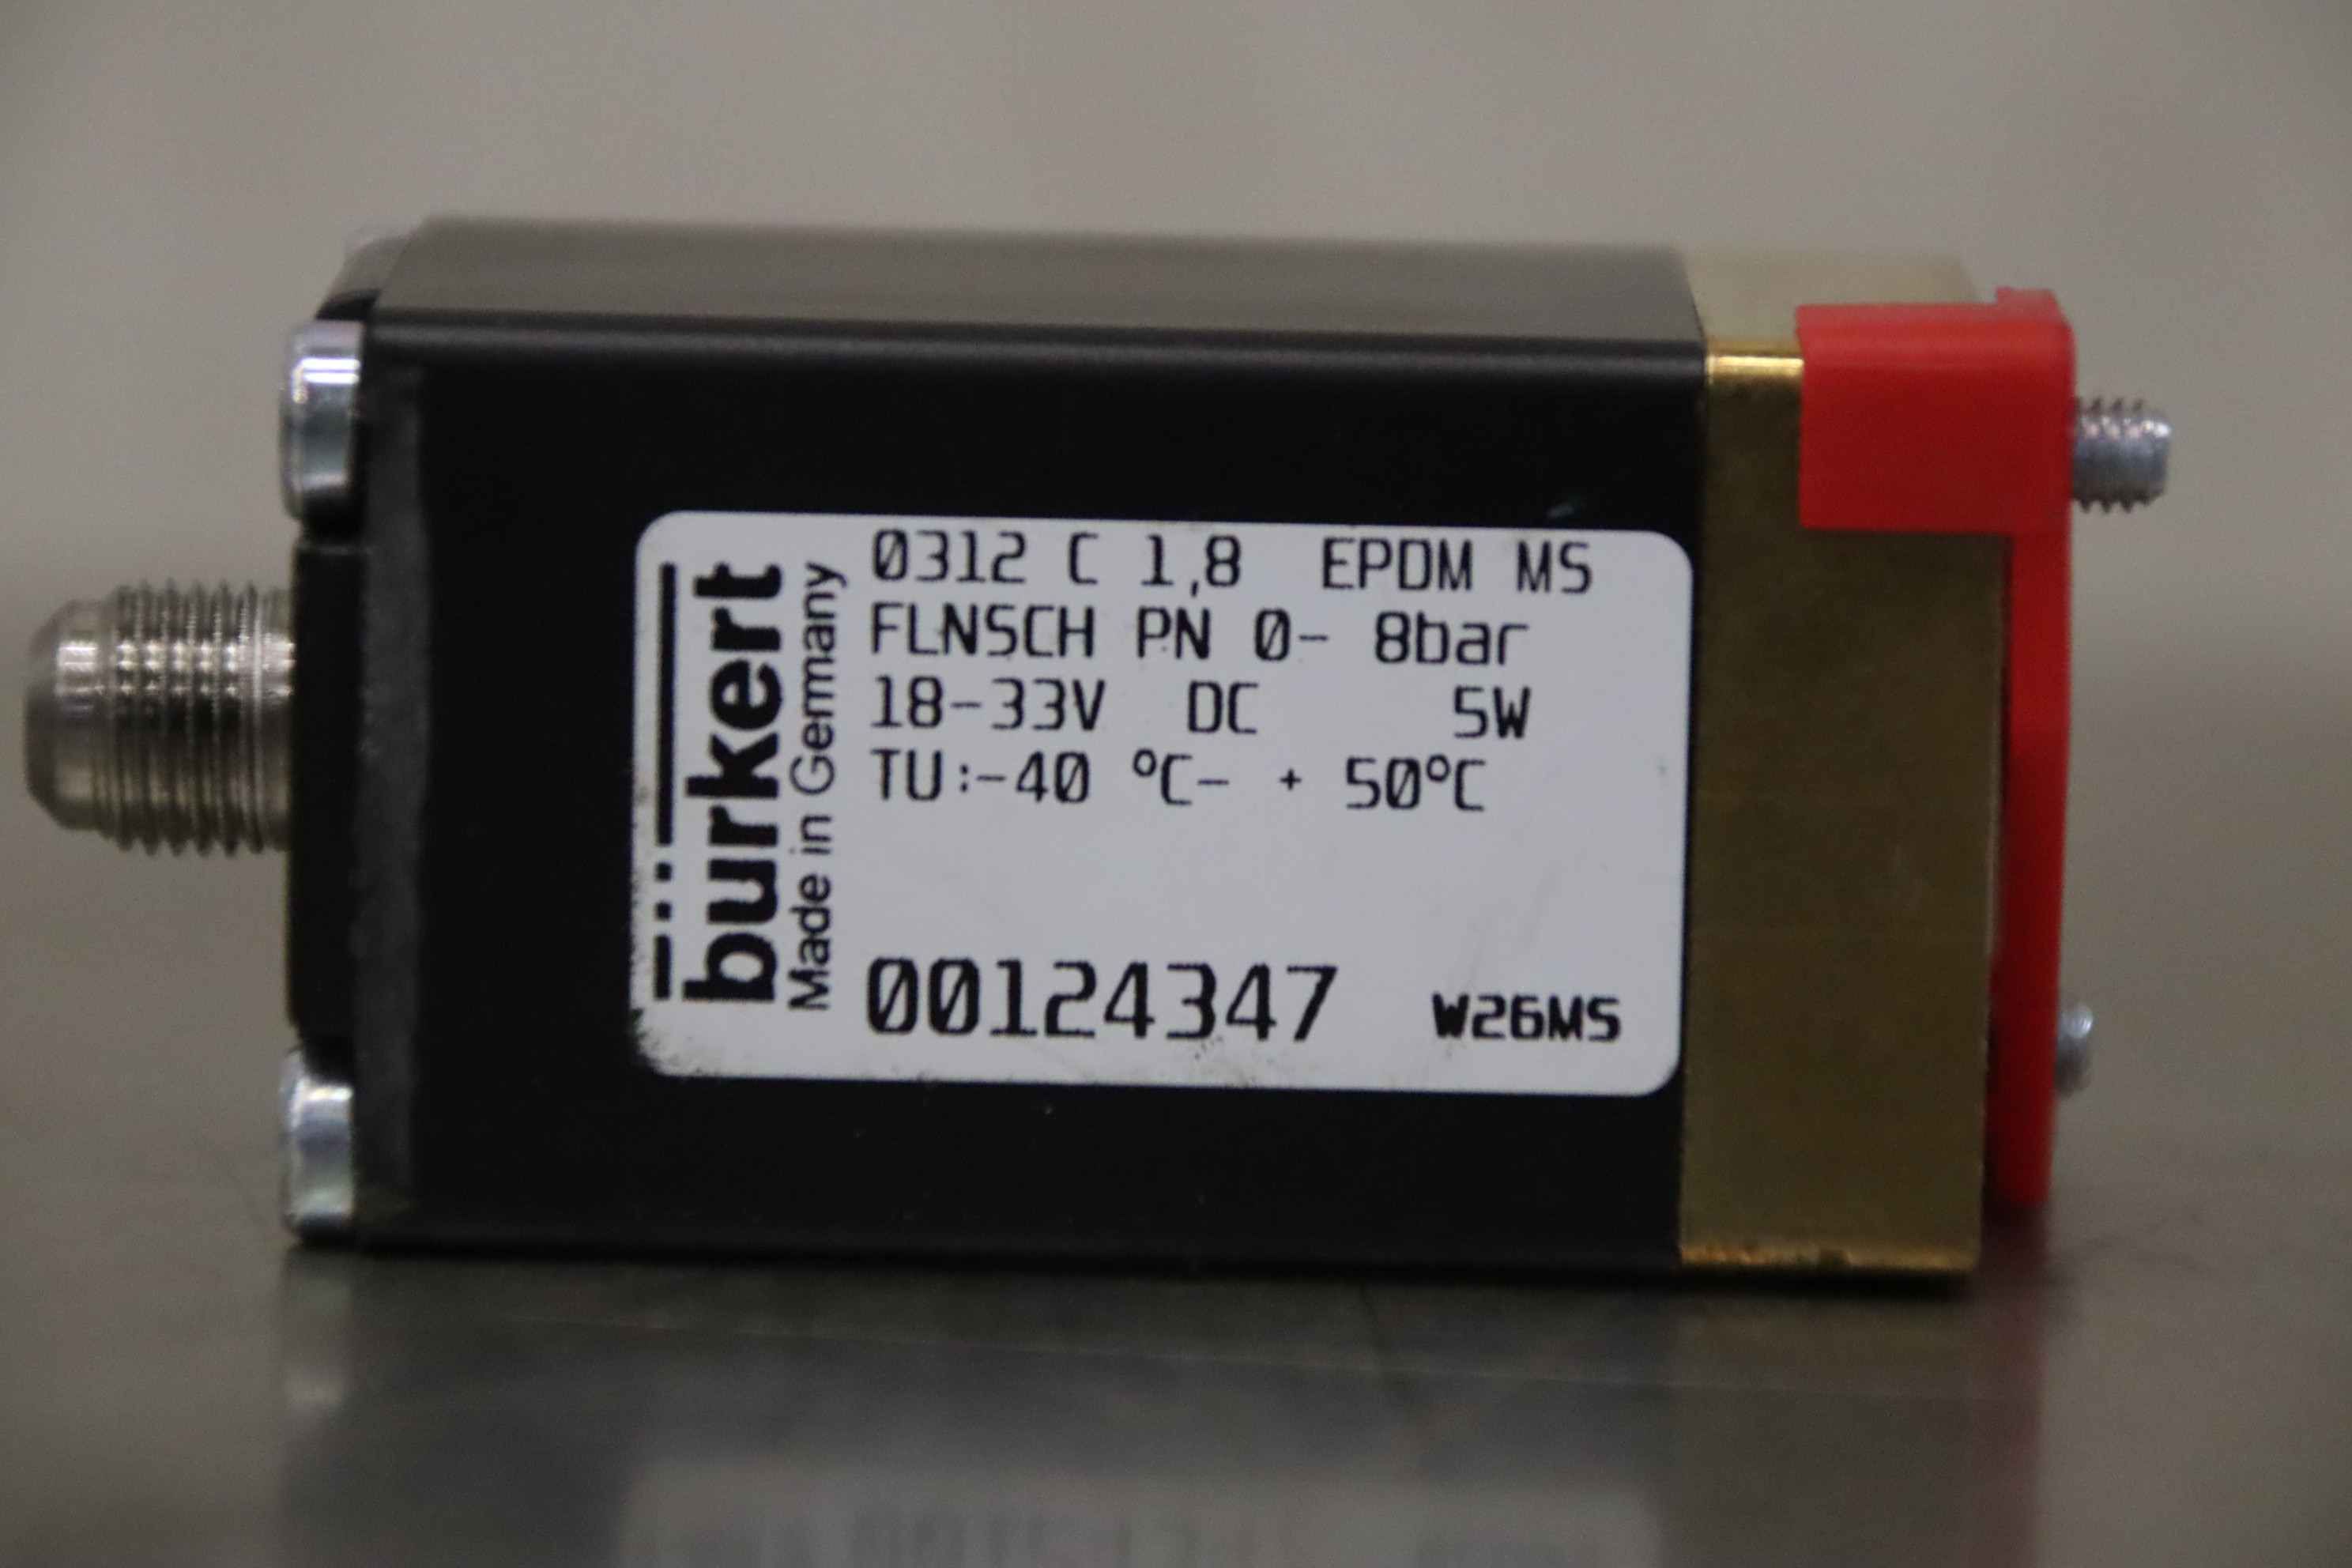 bürkert
Made in Germany
0312 C 1,8 EPDM MS
FLNSCH PN 0- 8bar
18-33V DC 5W
TU:-40 °C- + 50°C
00124347 W26MS